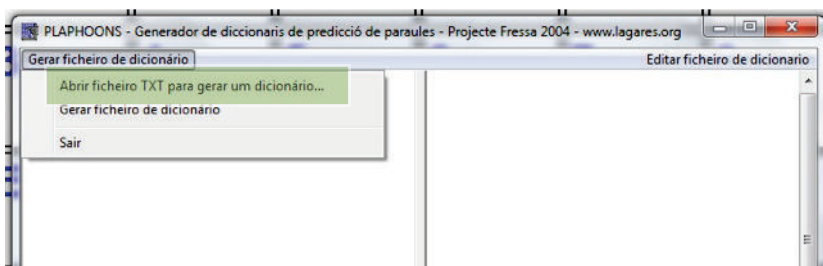 PLAPHOONS - Generador de diccionaris de predicció de paraules - Projecte Fressa 2004 - www.lagares.org
Gerar ficheiro de dicionário Editar ficheiro de dicionario
Abrir ficheiro TXT para gerar um dicionário...
Gerar ficheiro de dicionário
Sair